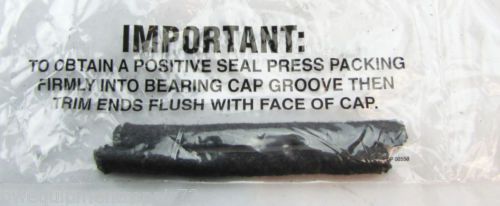 IMPORTANT:
TO OBTAIN A POSITIVE SEAL PRESS PACKING
FIRMLY INTO BEARING CAP GROOVE THEN
TRIM ENDS FLUSH WITH FACE OF CAP.